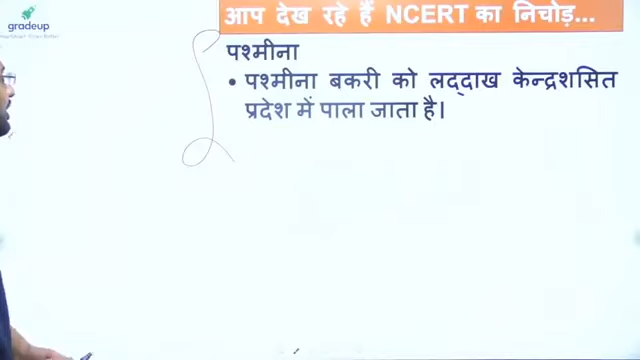 gradeup
आप देख रहे हैं NCERT का निचोड़...
पश्मीना
• पश्मीना बकरी को लद्दाख केन्द्रशसित
प्रदेश में पाला जाता है।